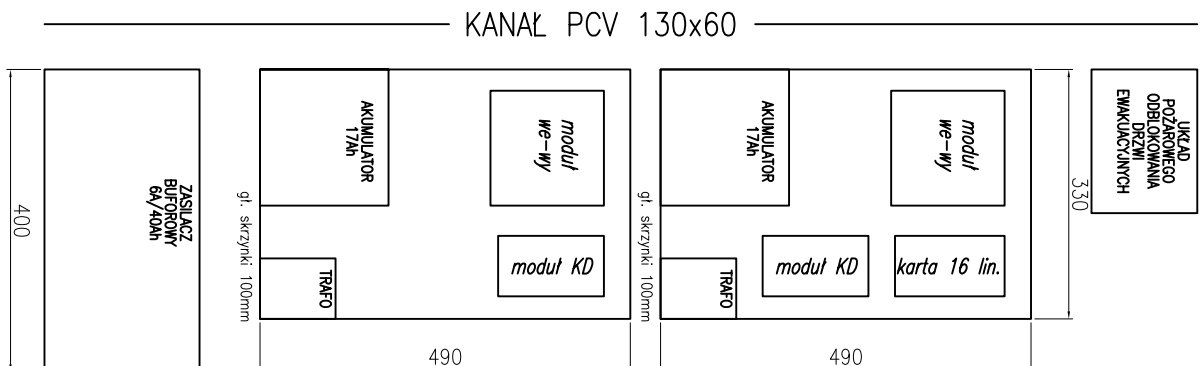 KANAŁ PCV 130x60
400
ZASILACZ
BUFOROWY
6A/40Ah
AKUMULATOR
17Ah
moduł
we-wy
gł. skrzynki 100mm
TRAFO
moduł KD
490
AKUMULATOR
17Ah
moduł
we-wy
gł. skrzynki 100mm
TRAFO
moduł KD
karta 16 lin.
490
330
UKŁAD
POŻAROWEGO
ODBLOKOWANIA
DRZWI
EWAKUACYJNYCH